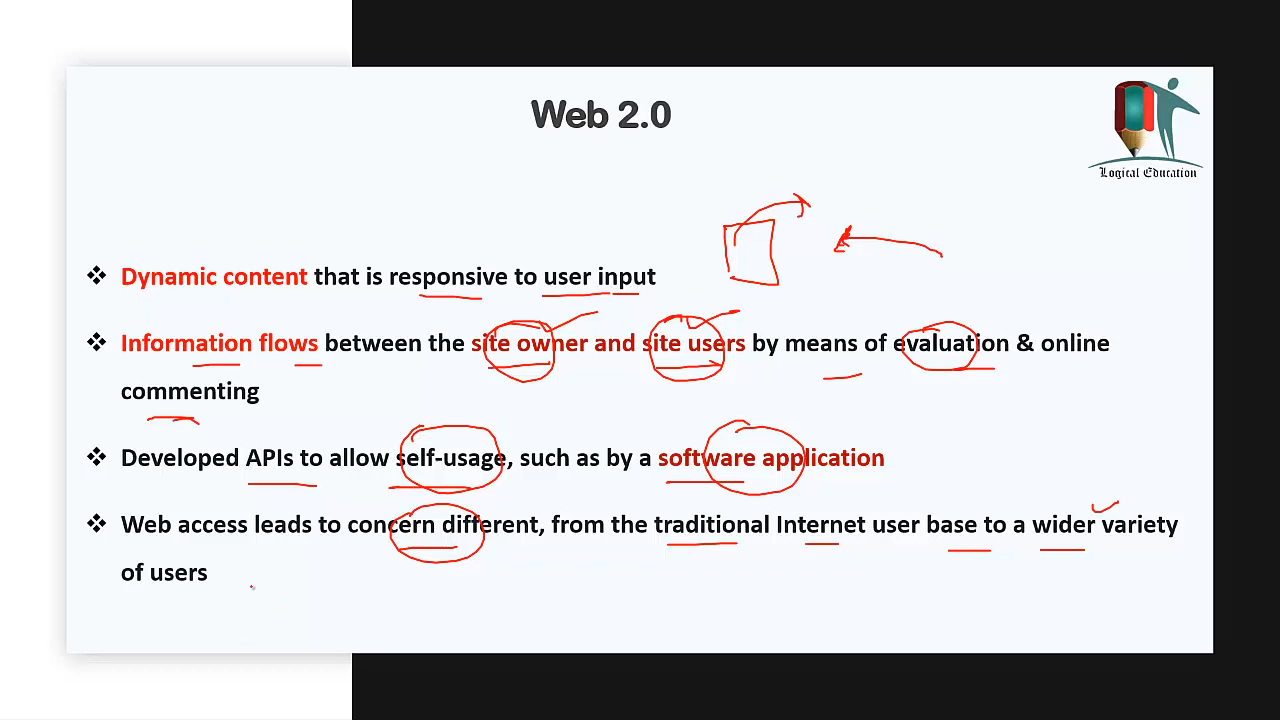 Web 2.0
Logical Education
❖ Dynamic content that is responsive to user input
❖ Information flows between the site owner and site users by means of evaluation & online
commenting
❖ Developed APIs to allow self-usage, such as by a software application
❖ Web access leads to concern different, from the traditional Internet user base to a wider variety
of users